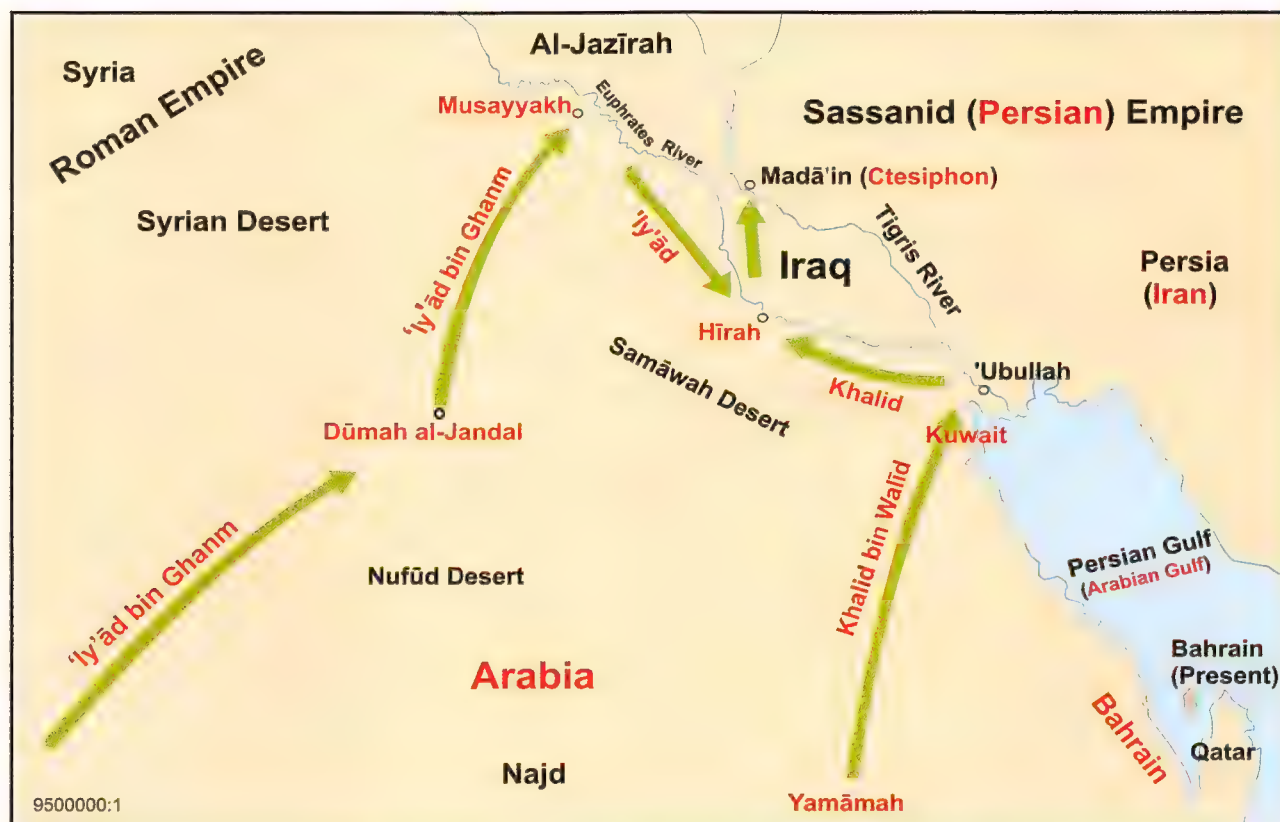 Al-Jazīrah
Syria
Roman Empire
Musayyakh
Euphrates River
Sassanid (Persian) Empire
Madā'in (Ctesiphon)
Syrian Desert
'Iy'ād bin Ghanm
'Iy'ād
Tigris River
Iraq
Persia
(Iran)
Hīrah
Samāwah Desert
Khalid
'Ubullah
Dūmah al-Jandal
Kuwait
Khalid bin Walīd
'Iy'ād bin Ghanm
Nufūd Desert
Persian Gulf
(Arabian Gulf)
Arabia
Bahrain
(Present)
Bahrain
Qatar
Najd
Yamāmah
9500000:1